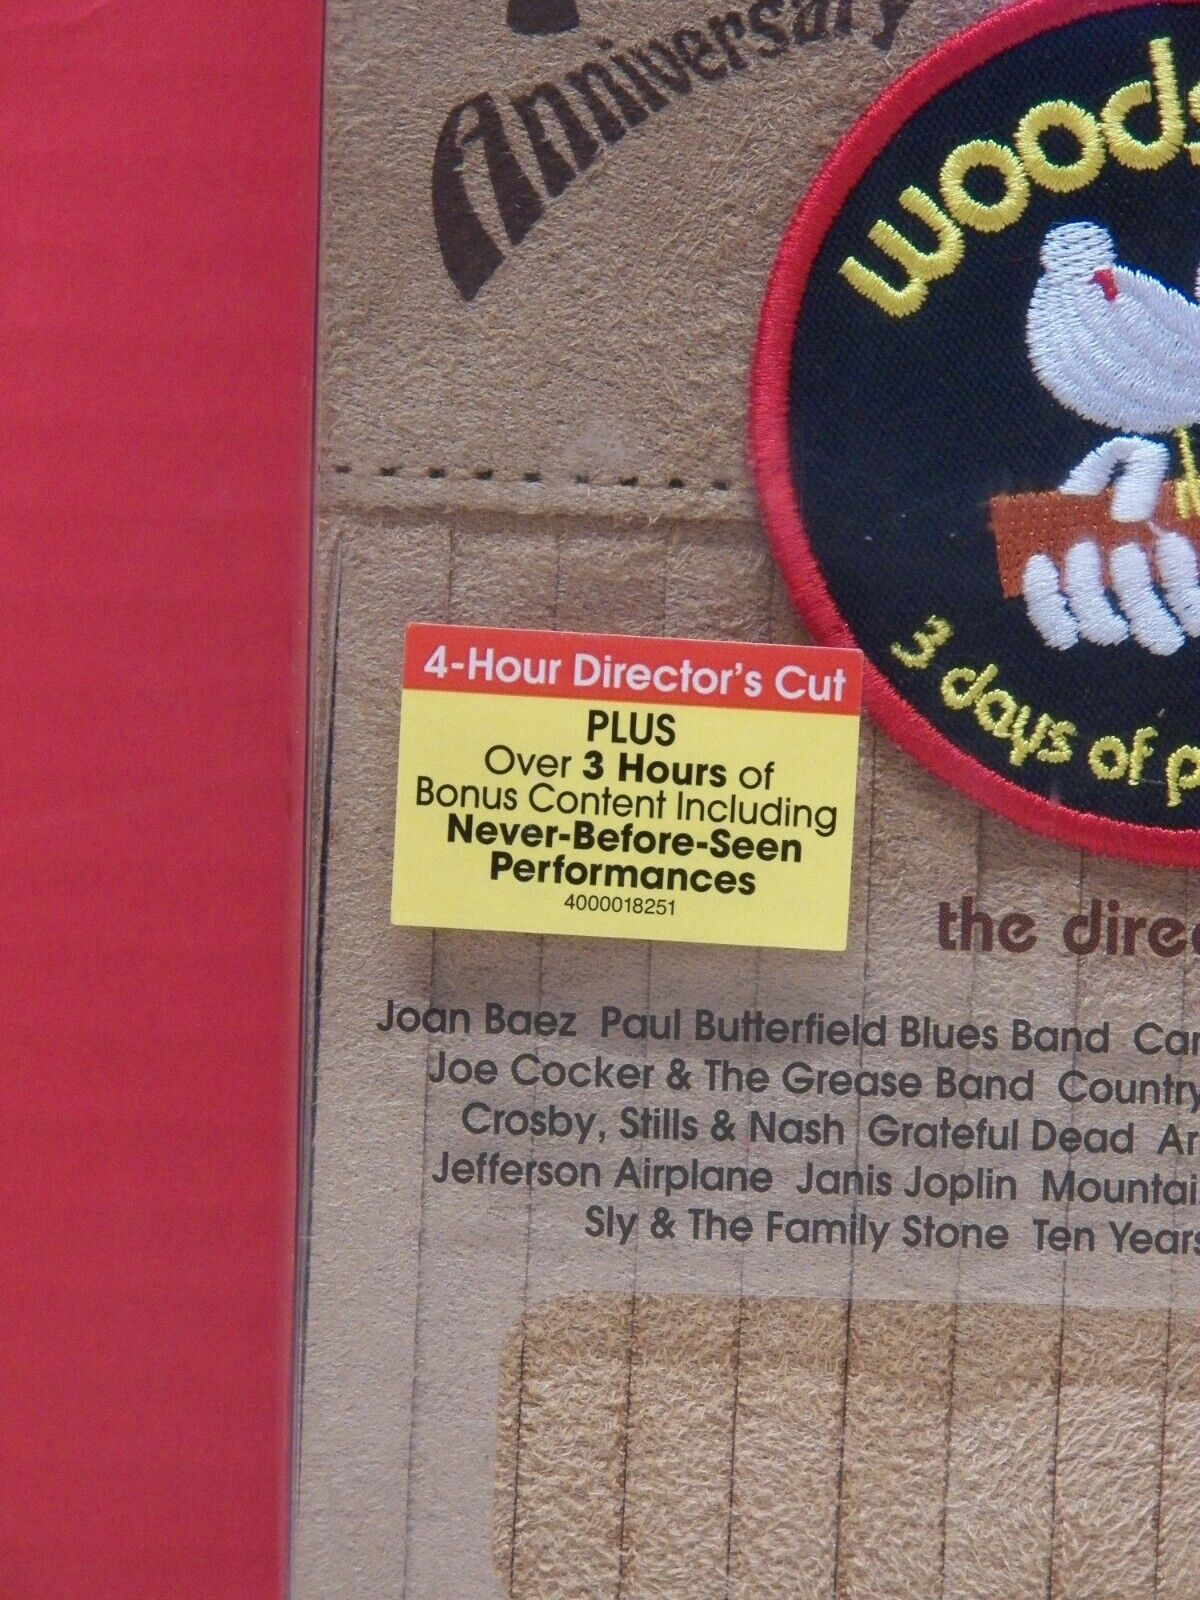 Anniversary
3 days of
4-Hour Director's Cut
PLUS
Over 3 Hours of
Bonus Content Including
Never-Before-Seen
Performances
4000018251
the
Joan Baez Paul Butterfield Blues Band
Joe Cocker & The Grease Band Country
Crosby, Stills & Nash Grateful Dead
Jefferson Airplane Janis Joplin
Sly & The Family Stone Ten Years